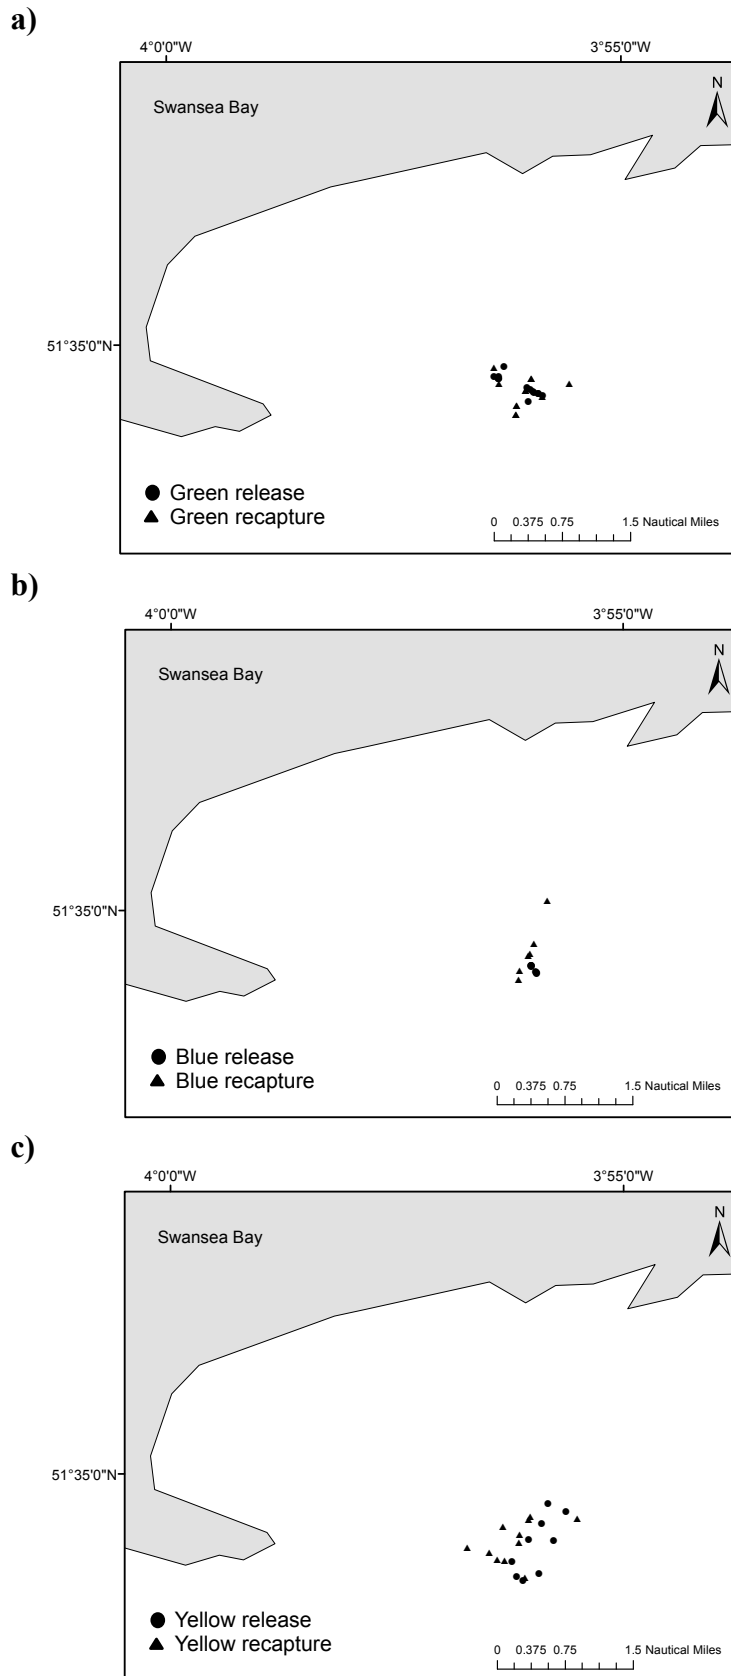 a)
4°0'0"W 3°55'0"W
Swansea Bay
N
51°35'0"N
Green release
Green recapture
0 0.375 0.75 1.5 Nautical Miles
b)
4°0'0"W 3°55'0"W
Swansea Bay
N
51°35'0"N
Blue release
Blue recapture
0 0.375 0.75 1.5 Nautical Miles
c)
4°0'0"W 3°55'0"W
Swansea Bay
N
51°35'0"N
Yellow release
Yellow recapture
0 0.375 0.75 1.5 Nautical Miles